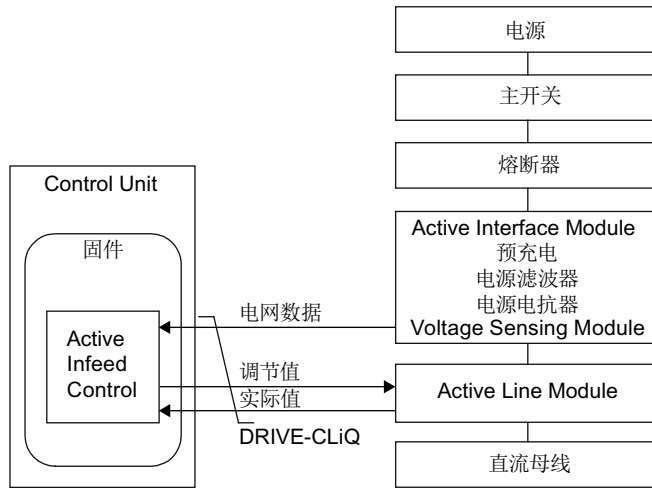 电源
主开关
熔断器
Control Unit
固件
Active Interface Module
预充电
电源滤波器
电源电抗器
Voltage Sensing Module
电网数据
Active
Infeed
Control
调节值
实际值
Active Line Module
DRIVE-CLiQ
直流母线